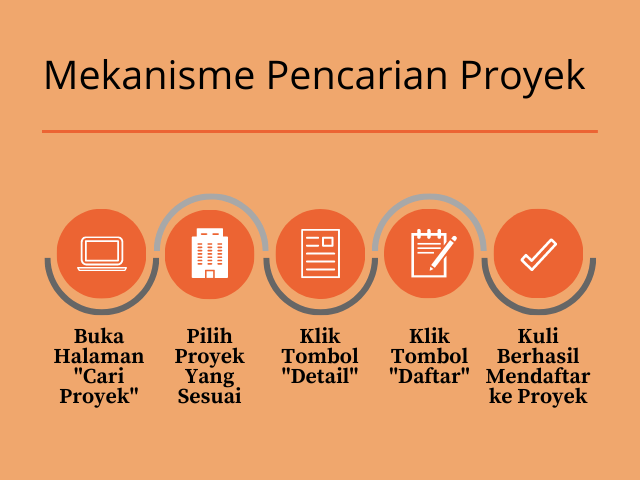 Mekanisme Pencarian Proyek
Buka
Halaman
"Cari
Proyek"
Pilih
Proyek
Yang
Sesuai
Klik
Tombol
"Detail"
Klik
Tombol
"Daftar"
Kuli
Berhasil
Mendaftar
ke Proyek